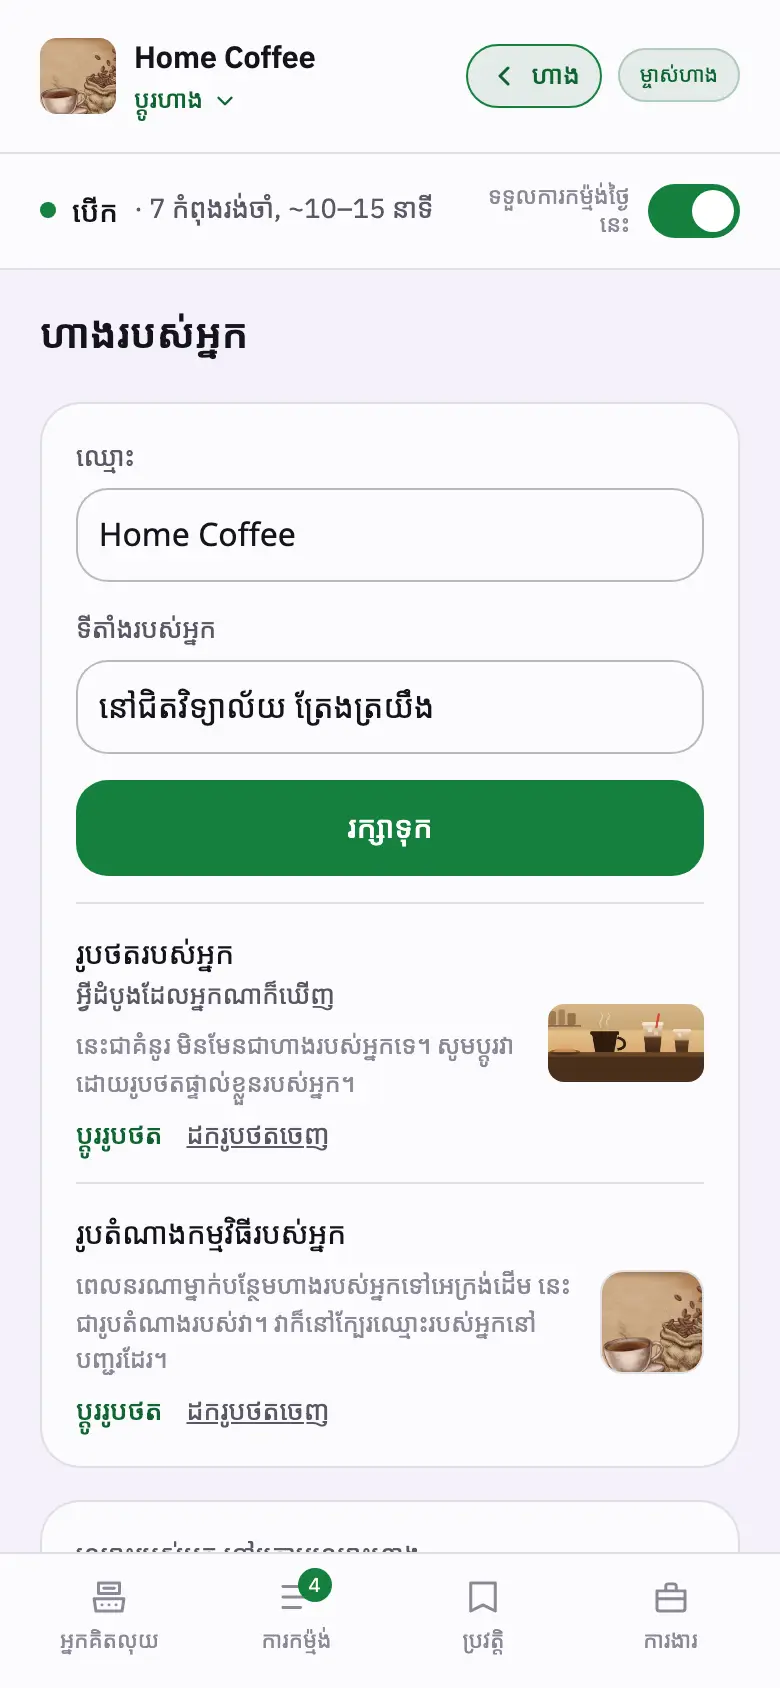 Home Coffee
ប្ដូរហាង
ហាង
ម្ចាស់ហាង
បើក · 7 កំពុងរង់ចាំ, ~10–15 នាទី
ទទួលការកម្ម៉ង់ថ្ងៃ
នេះ
ហាងរបស់អ្នក
ឈ្មោះ
Home Coffee
ទីតាំងរបស់អ្នក
នៅជិតវិទ្យាល័យ ត្រែងត្រយឹង
រក្សាទុក
រូបថតរបស់អ្នក
អ្វីដំបូងដែលអ្នកណាក៏ឃើញ
នេះជាគំនូរ មិនមែនជាហាងរបស់អ្នកទេ។ សូមប្ដូរវា
ដោយរូបថតផ្ទាល់ខ្លួនរបស់អ្នក។
ប្ដូររូបថត ដករូបថតចេញ
រូបតំណាងកម្មវិធីរបស់អ្នក
ពេលនរណាម្នាក់បន្ថែមហាងរបស់អ្នកទៅអេក្រង់ដើម នេះ
ជារូបតំណាងរបស់វា។ វាក៏នៅក្បែរឈ្មោះរបស់អ្នកនៅ
បញ្ជរដែរ។
ប្ដូររូបថត ដករូបថតចេញ
4
អ្នកគិតលុយ
ការកម្ម៉ង់
ប្រវត្តិ
ការងារ